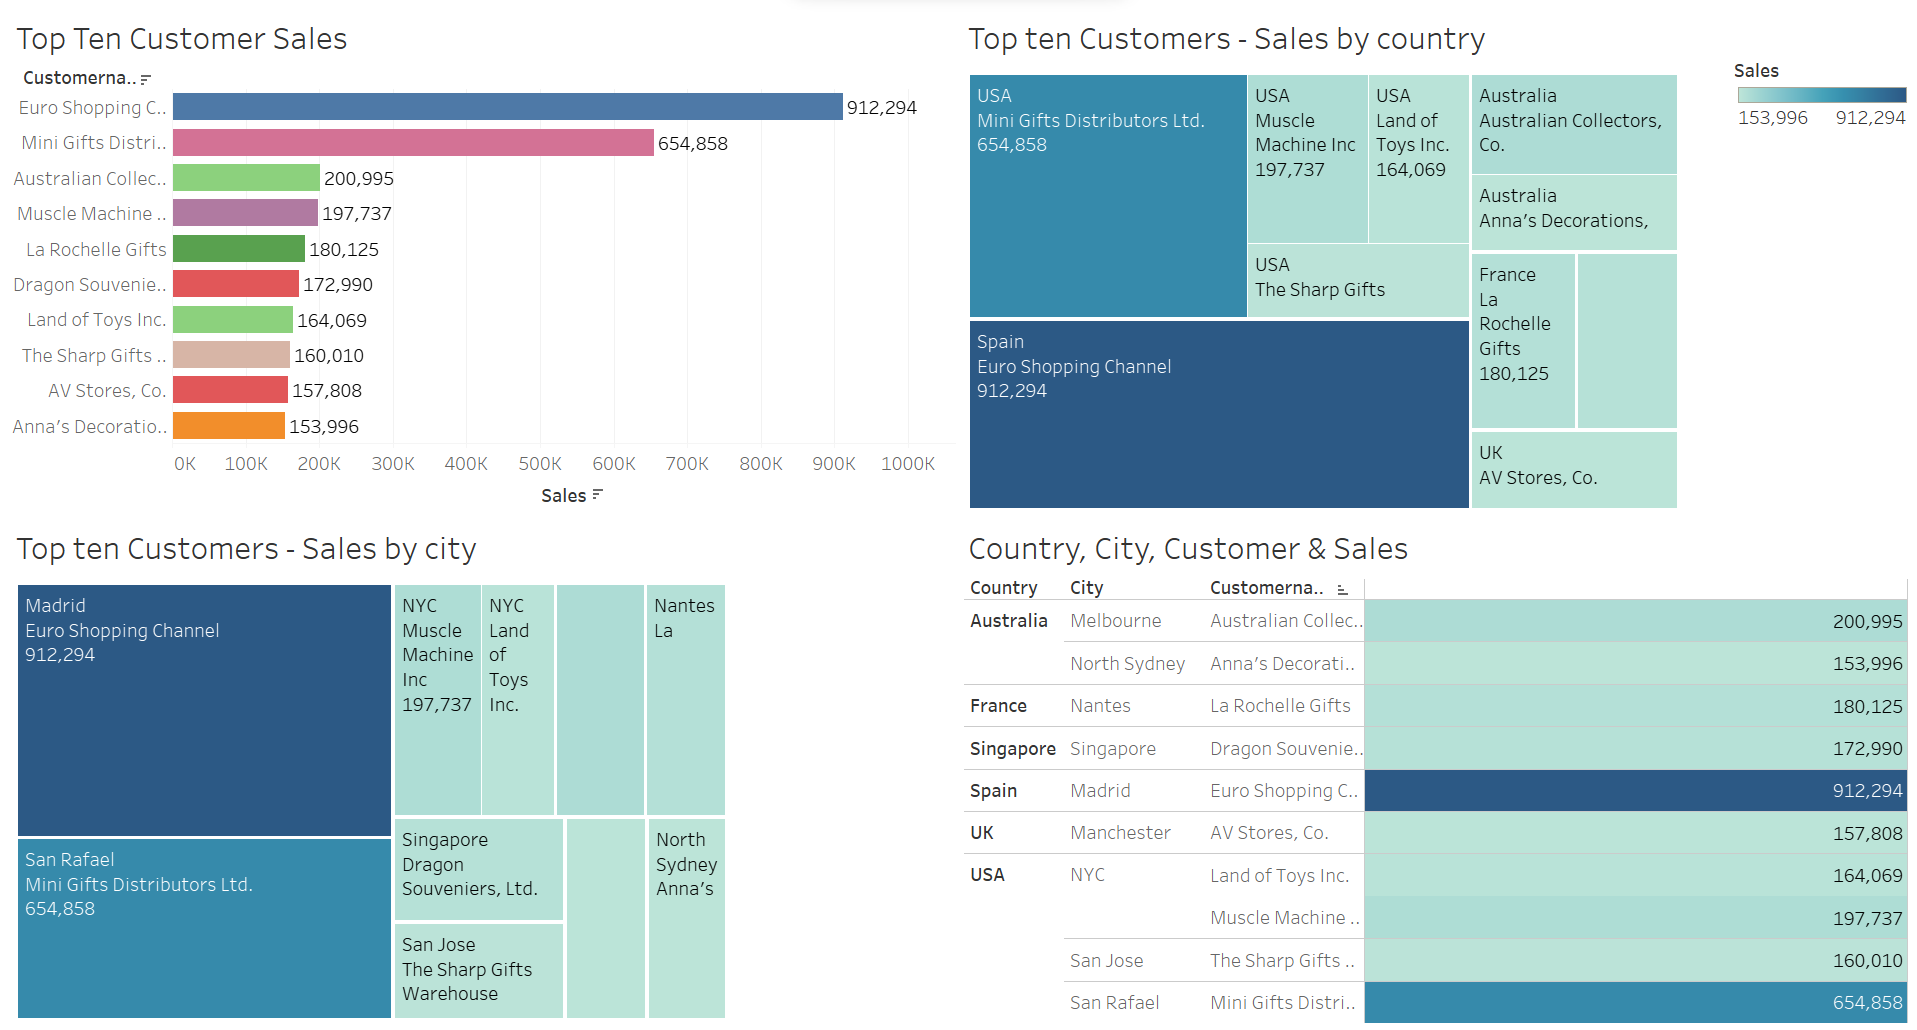 Top Ten Customer Sales
Customerna..
Euro Shopping C..
912,294
Mini Gifts Distri..
654,858
Australian Collec..
200,995
Muscle Machine ..
197,737
La Rochelle Gifts
180,125
Dragon Souvenie..
172,990
Land of Toys Inc.
164,069
The Sharp Gifts ..
160,010
AV Stores, Co.
157,808
Anna's Decoratio..
153,996
0K 100K 200K 300K 400K 500K 600K 700K 800K 900K 1000K
Sales
Top ten Customers - Sales by country
USA
Mini Gifts Distributors Ltd.
654,858
USA
Muscle
Machine Inc
197,737
USA
Land of
Toys Inc.
164,069
USA
The Sharp Gifts
Australia
Australian Collectors,
Co.
Australia
Anna's Decorations,
Spain
Euro Shopping Channel
912,294
France
La
Rochelle
Gifts
180,125
UK
AV Stores, Co.
Sales
153,996 912,294
Top ten Customers - Sales by city
Madrid
Euro Shopping Channel
912,294
San Rafael
Mini Gifts Distributors Ltd.
654,858
NYC
Muscle
Machine
Inc
197,737
NYC
Land
of
Toys
Inc.
Nantes
La
Singapore
Dragon
Souveniers, Ltd.
San Jose
The Sharp Gifts
Warehouse
North
Sydney
Anna's
Country, City, Customer & Sales
Country City Customerna..
Australia Melbourne Australian Collec.. 200,995
North Sydney Anna's Decorati.. 153,996
France Nantes La Rochelle Gifts 180,125
Singapore Singapore Dragon Souvenie.. 172,990
Spain Madrid Euro Shopping C.. 912,294
UK Manchester AV Stores, Co. 157,808
USA NYC Land of Toys Inc. 164,069
Muscle Machine .. 197,737
San Jose The Sharp Gifts .. 160,010
San Rafael Mini Gifts Distri.. 654,858